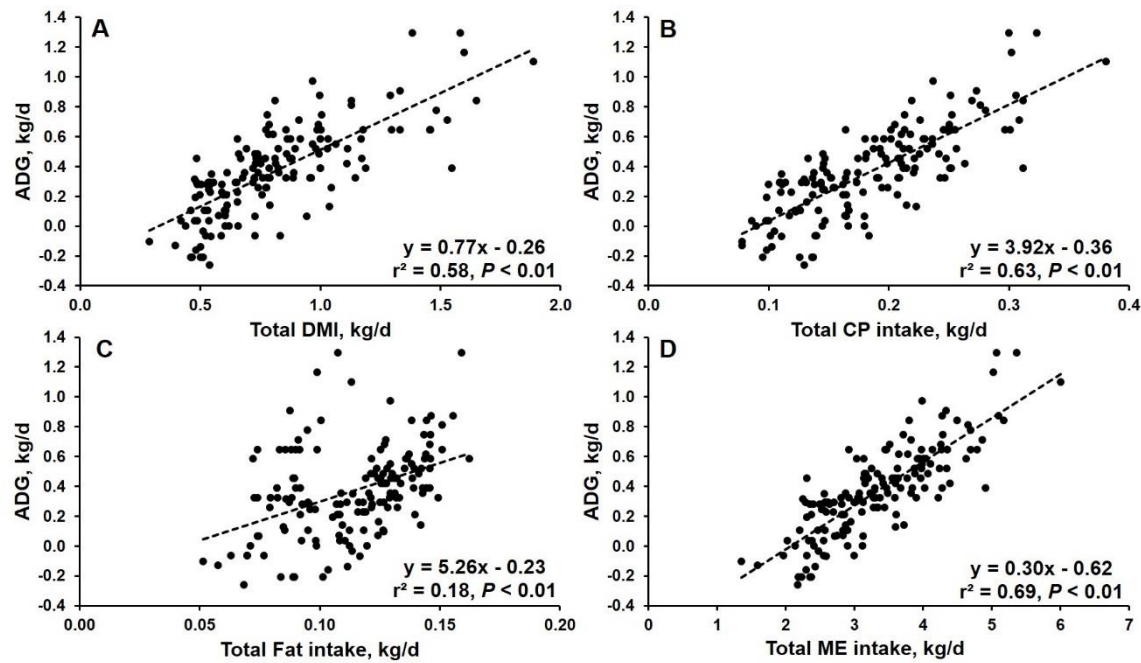 A
1.4
1.2
1.0
0.8
0.6
0.4
0.2
0.0
-0.2
-0.4
ADG, kg/d
y = 0.77x - 0.26
r² = 0.58, P < 0.01
0.0 0.5 1.0 1.5 2.0
Total DMI, kg/d
B
1.4
1.2
1.0
0.8
0.6
0.4
0.2
0.0
-0.2
-0.4
ADG, kg/d
y = 3.92x - 0.36
r² = 0.63, P < 0.01
0.0 0.1 0.2 0.3 0.4
Total CP intake, kg/d
C
1.4
1.2
1.0
0.8
0.6
0.4
0.2
0.0
-0.2
-0.4
ADG, kg/d
y = 5.26x - 0.23
r² = 0.18, P < 0.01
0.00 0.05 0.10 0.15 0.20
Total Fat intake, kg/d
D
1.4
1.2
1.0
0.8
0.6
0.4
0.2
0.0
-0.2
-0.4
ADG, kg/d
y = 0.30x - 0.62
r² = 0.69, P < 0.01
0 1 2 3 4 5 6 7
Total ME intake, kg/d